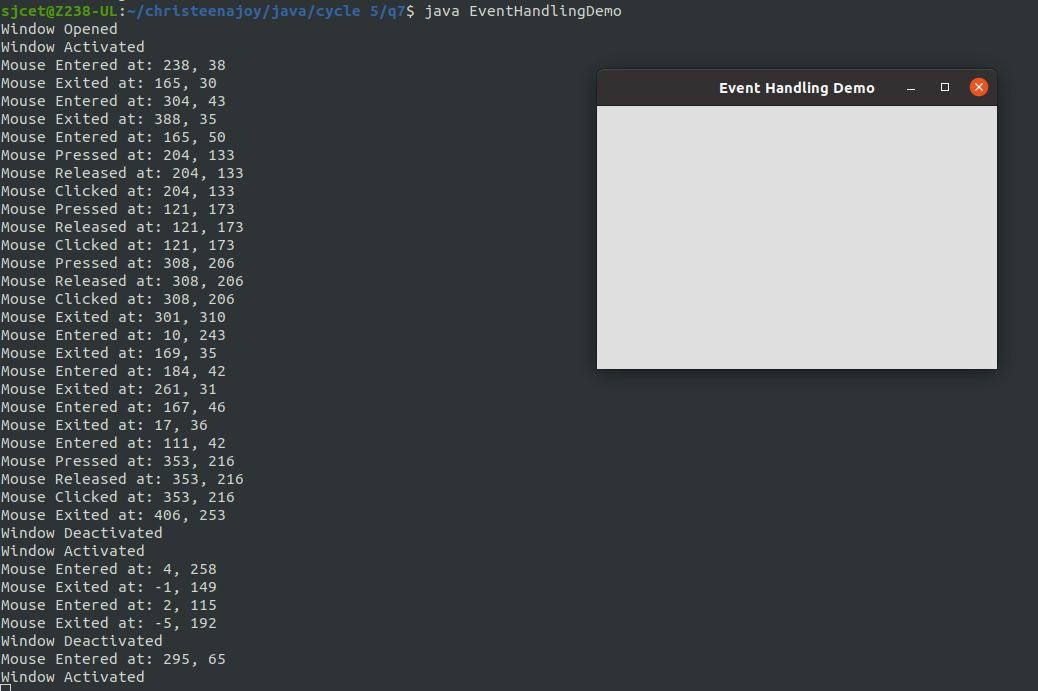 sjcet@Z238-UL:~/christeenajoy/java/cycle 5/q7$ java EventHandlingDemo
Window Opened
Window Activated
Mouse Entered at: 238, 38
Mouse Exited at: 165, 30
Mouse Entered at: 304, 43
Mouse Exited at: 388, 35
Mouse Entered at: 165, 50
Mouse Pressed at: 204, 133
Mouse Released at: 204, 133
Mouse Clicked at: 204, 133
Mouse Pressed at: 121, 173
Mouse Released at: 121, 173
Mouse Clicked at: 121, 173
Mouse Pressed at: 308, 206
Mouse Released at: 308, 206
Mouse Clicked at: 308, 206
Mouse Exited at: 301, 310
Mouse Entered at: 10, 243
Mouse Exited at: 169, 35
Mouse Entered at: 184, 42
Mouse Exited at: 261, 31
Mouse Entered at: 167, 46
Mouse Exited at: 17, 36
Mouse Entered at: 111, 42
Mouse Pressed at: 353, 216
Mouse Released at: 353, 216
Mouse Clicked at: 353, 216
Mouse Exited at: 406, 253
Window Deactivated
Window Activated
Mouse Entered at: 4, 258
Mouse Exited at: -1, 149
Mouse Entered at: 2, 115
Mouse Exited at: -5, 192
Window Deactivated
Mouse Entered at: 295, 65
Window Activated
Event Handling Demo